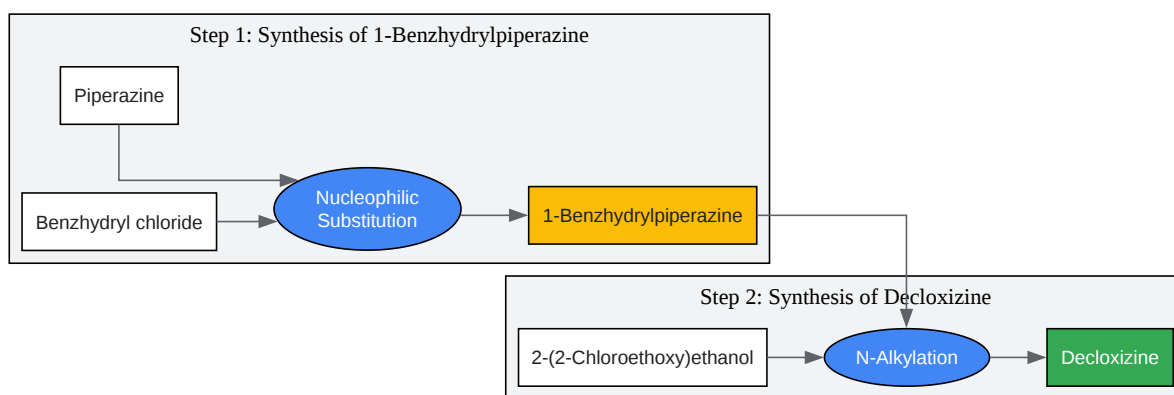 Step 1: Synthesis of 1-Benzhydrylpiperazine
Piperazine
Benzhydryl chloride
Nucleophilic
Substitution
1-Benzhydrylpiperazine
Step 2: Synthesis of Decloxizine
2-(2-Chloroethoxy)ethanol
N-Alkylation
Decloxizine